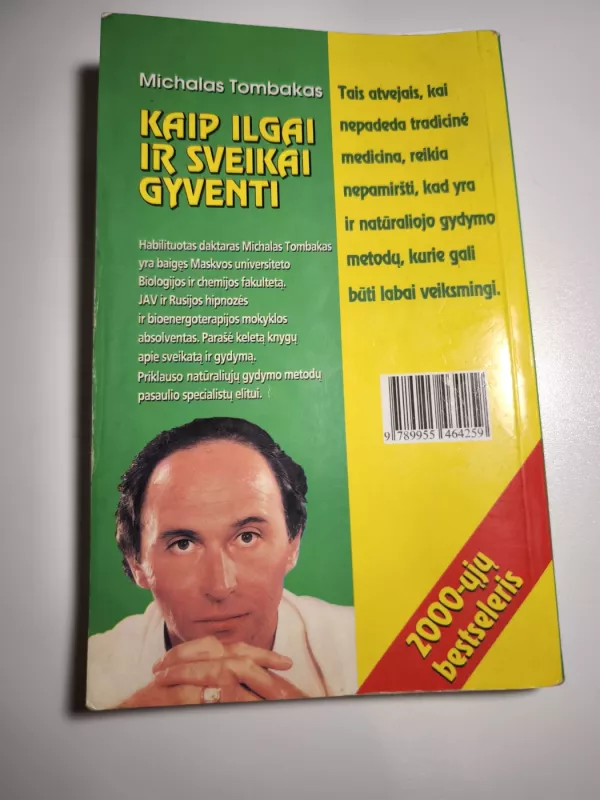 Michalas Tombakas
KAIP ILGAI
IR SVEIKAI
GYVENTI
Habilituotas daktaras Michalas Tombakas
yra baigęs Maskvos universiteto
Biologijos ir chemijos fakultetą.
JAV ir Rusijos hipnozės
ir bioenergoterapijos mokyklos
absolventas. Parašė keletą knygų
apie sveikatą ir gydymą.
Priklauso natūraliųjų gydymo metodų
pasaulio specialistų elitui.
Tais atvejais, kai
nepadeda tradicinė
medicina, reikia
nepamiršti, kad yra
ir natūraliojo gydymo
metodų, kurie gali
būti labai veiksmingi.
9 789955 464259
2000-ųjų
bestseleris